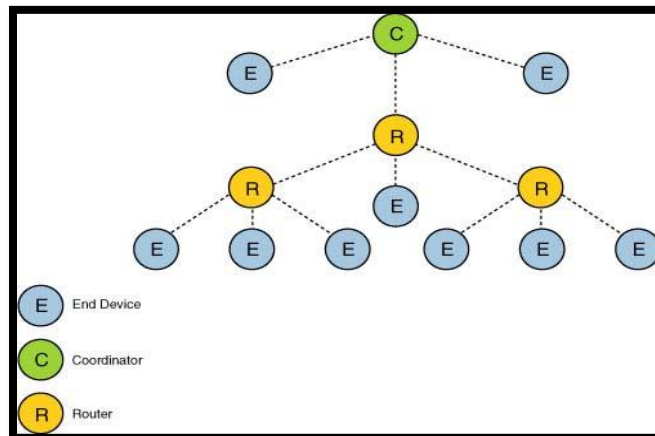 C
E E
R
R R
E
E E E E E E
E End Device
C Coordinator
R Router